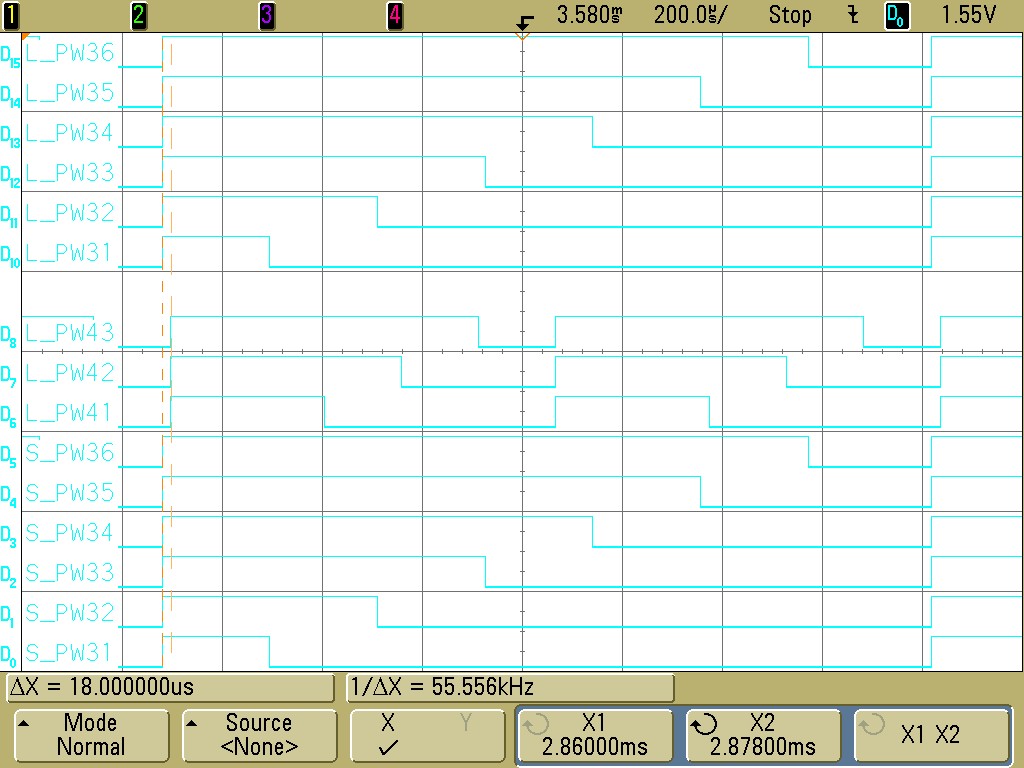 1 2 3 4 3.580ms 200.0us/ Stop D0 1.55V
D15 L_PW36
D14 L_PW35
D13 L_PW34
D12 L_PW33
D11 L_PW32
D10 L_PW31
D8 L_PW43
D7 L_PW42
D6 L_PW41
D5 S_PW36
D4 S_PW35
D3 S_PW34
D2 S_PW33
D1 S_PW32
D0 S_PW31
ΔX = 18.000000us 1/ΔX = 55.556kHz
Mode Source X Y X1 X2 X1 X2
Normal <None> 2.86000ms 2.87800ms